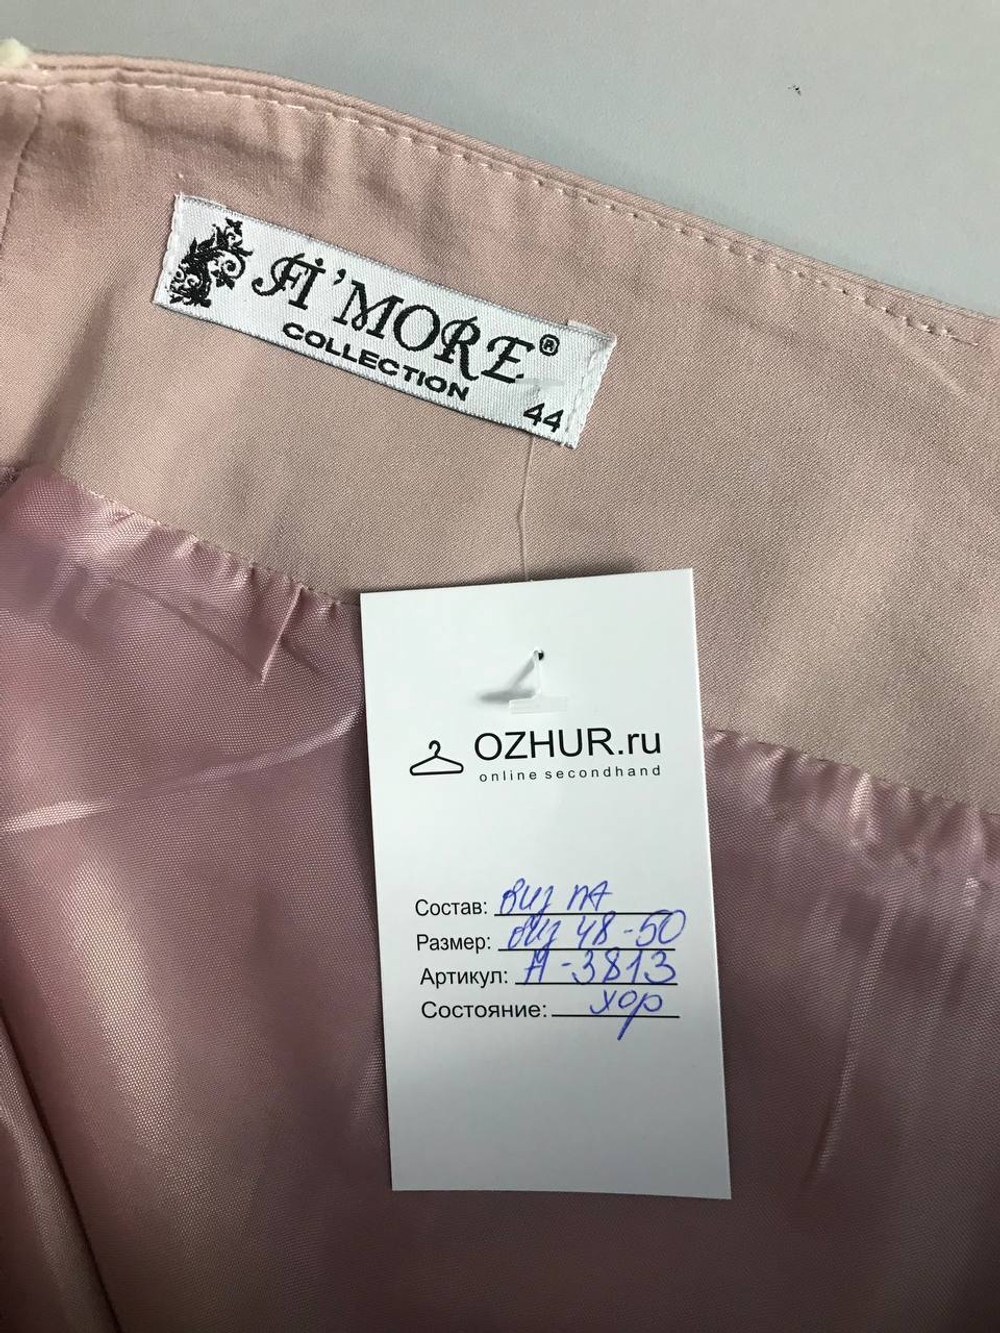 Fi'MORE®
COLLECTION
44
OZHUR.ru
online secondhand
Состав: виз ПА
Размер: виз 48-50
Артикул: А-3813
Состояние: хор